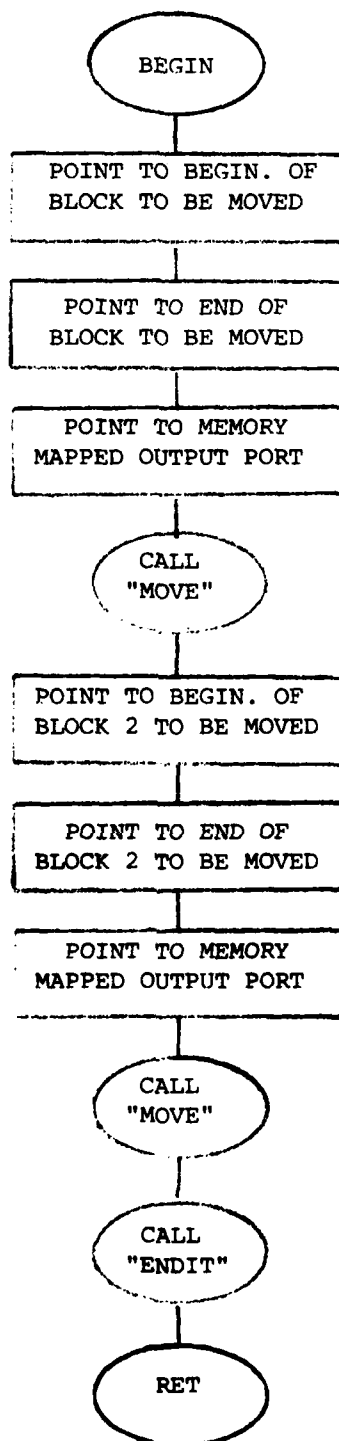 BEGIN
POINT TO BEGIN. OF
BLOCK TO BE MOVED
POINT TO END OF
BLOCK TO BE MOVED
POINT TO MEMORY
MAPPED OUTPUT PORT
CALL
"MOVE"
POINT TO BEGIN. OF
BLOCK 2 TO BE MOVED
POINT TO END OF
BLOCK 2 TO BE MOVED
POINT TO MEMORY
MAPPED OUTPUT PORT
CALL
"MOVE"
CALL
"ENDIT"
RET